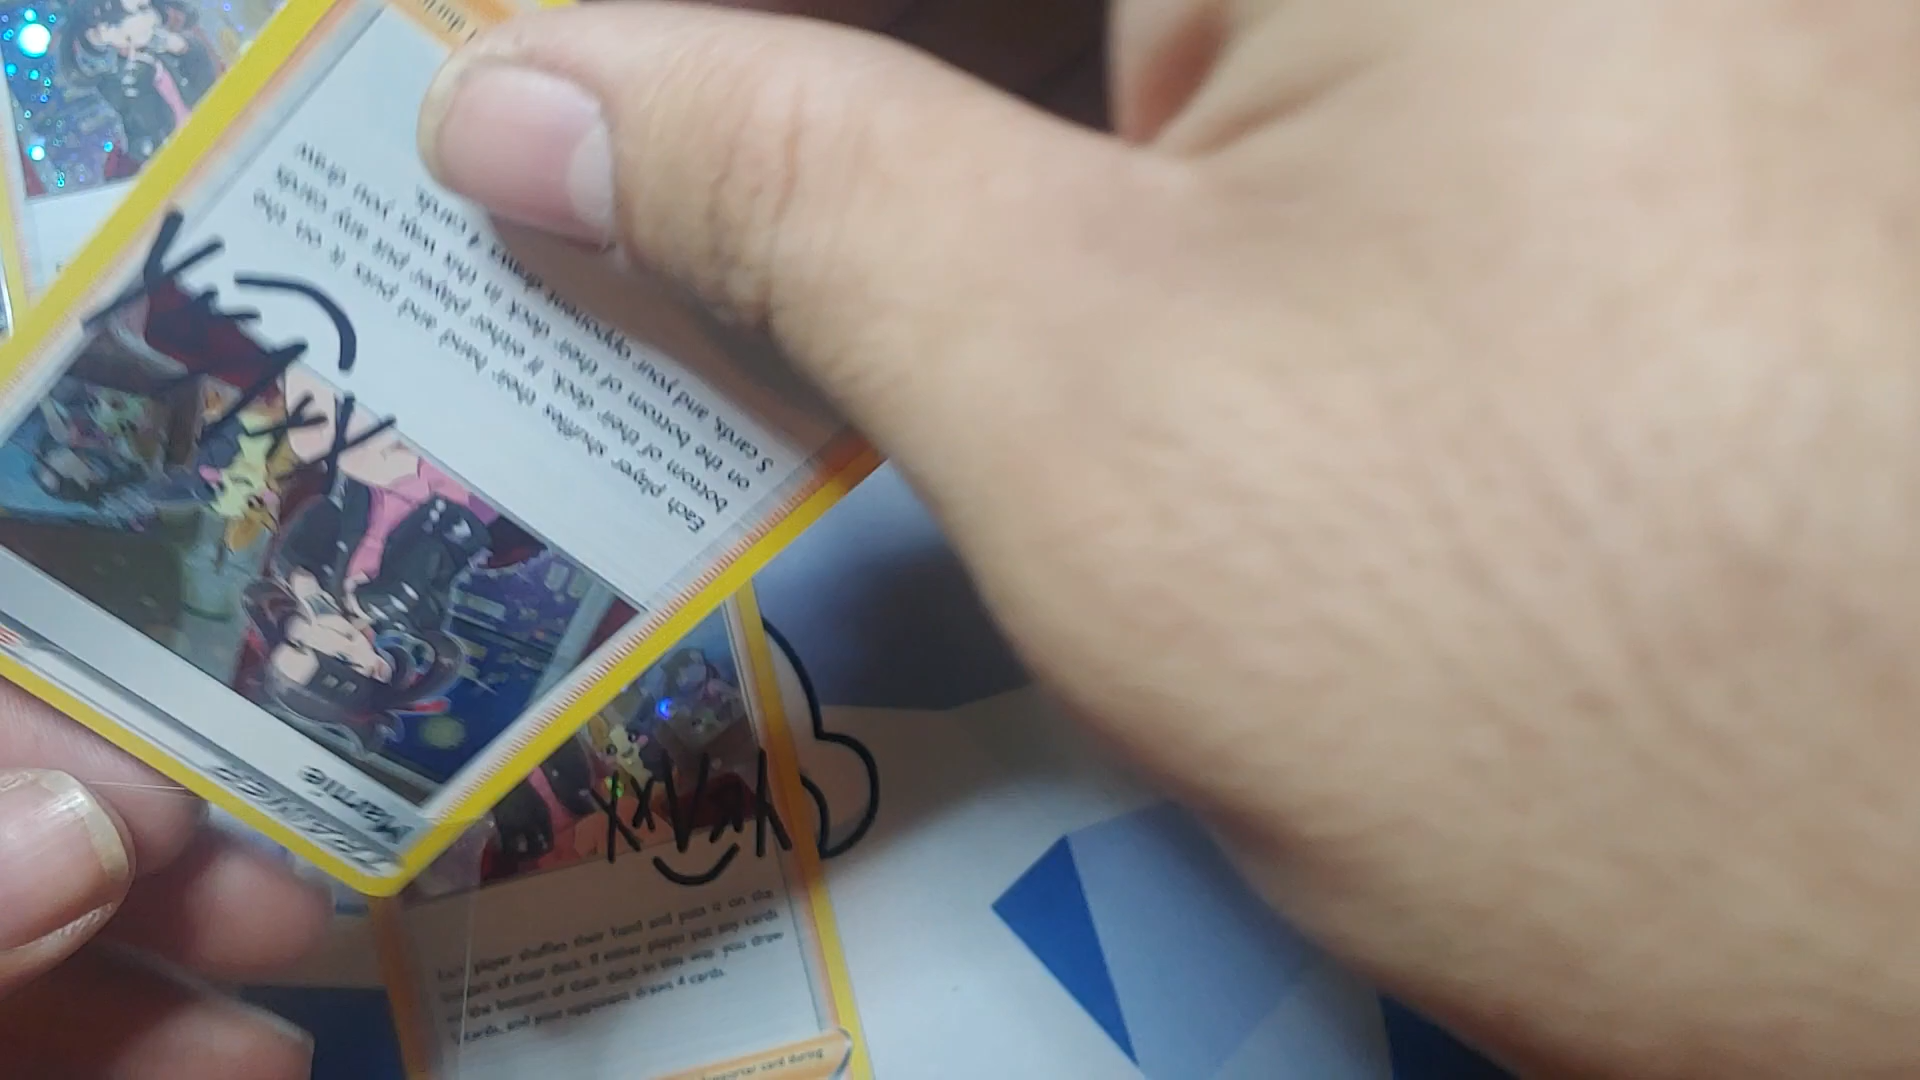 TRAINER
Marnie
Each player shuffles their hand and puts it on the
bottom of their deck. If either player put any cards
on the bottom of their deck in this way, you draw
5 cards, and your opponent draws 4 cards.
player shuffles their hand and puts it on the
bottom of their deck. If either player put any cards
on the bottom of their deck in this way, you draw
5 cards, and your opponent draws 4 cards.
card during